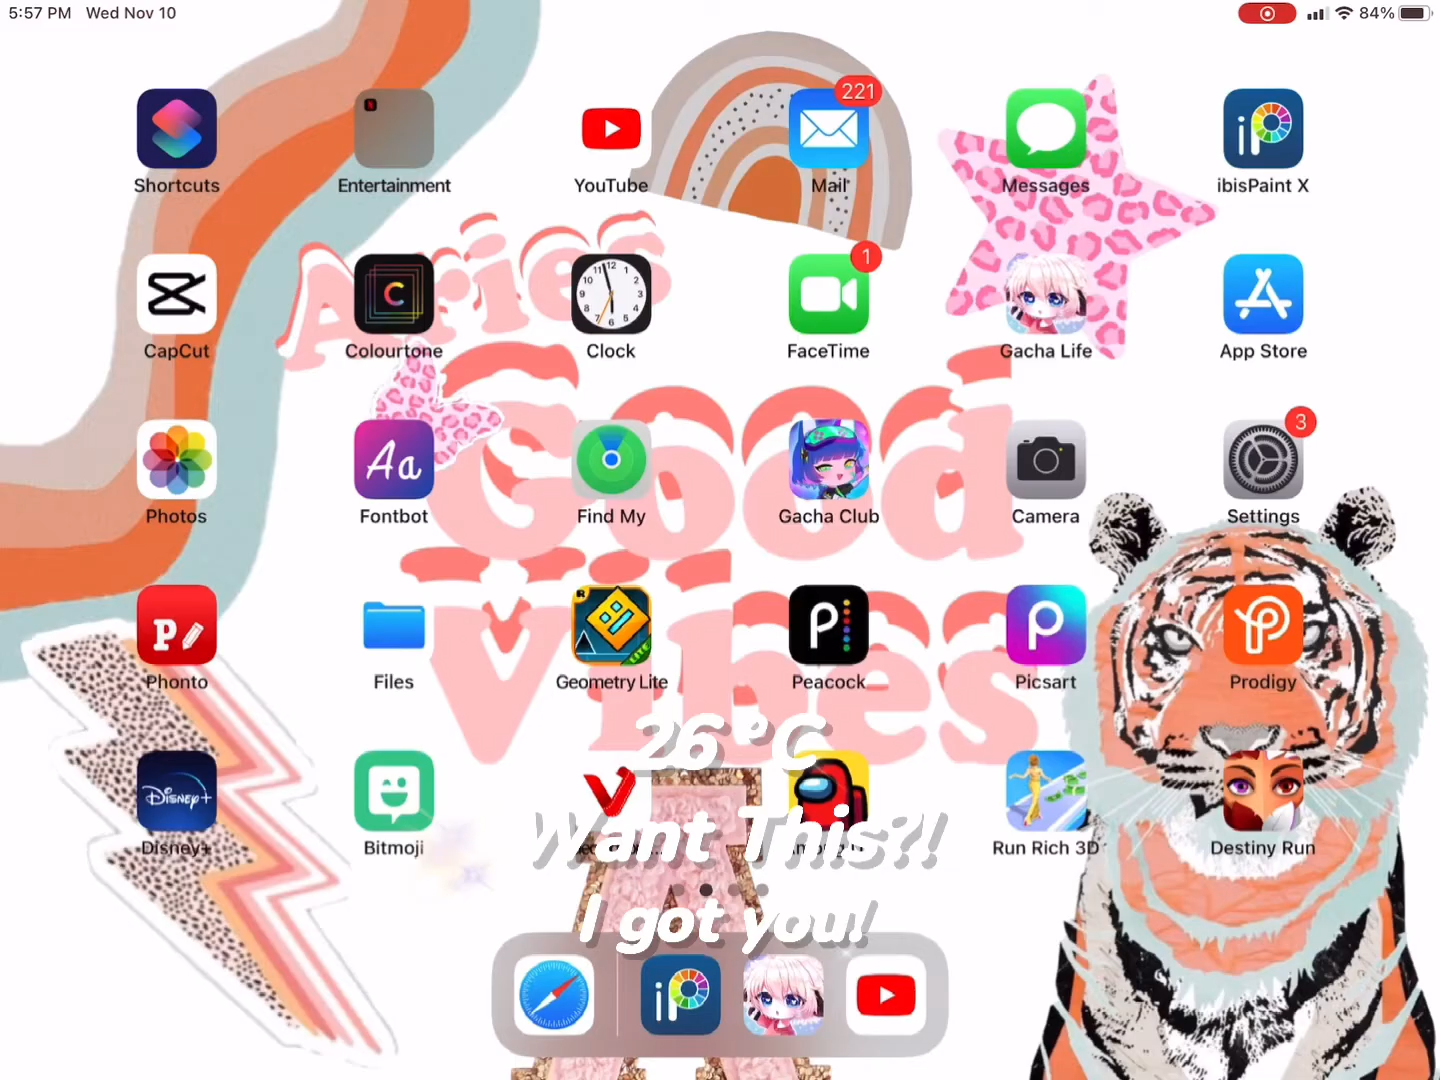 5:57 PM Wed Nov 10 84%
221
Shortcuts Entertainment YouTube Mail Messages ibisPaint X
Aries
1
CapCut Colourtone Clock FaceTime Gacha Life App Store
Good
3
Photos Fontbot Find My Gacha Club Camera Settings
Vibes
Phonto Files Geometry Lite Peacock Picsart Prodigy
26°C
Disney+ Bitmoji Run Rich 3D Destiny Run
Want This?!
I got you!
A